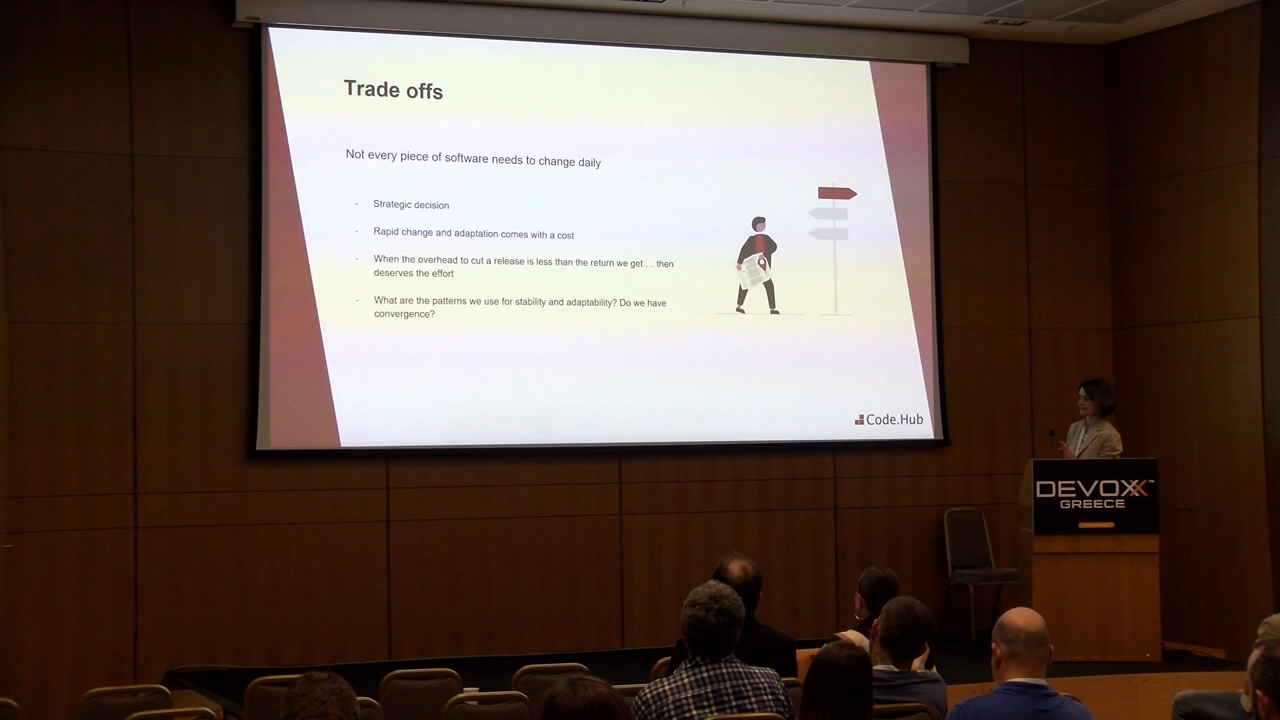 Trade offs
Not every piece of software needs to change daily
- Strategic decision
- Rapid change and adaptation comes with a cost
- When the overhead to cut a release is less than the return we get ... then
deserves the effort
- What are the patterns we use for stability and adaptability? Do we have
convergence?
Code.Hub
DEVOXX™
GREECE